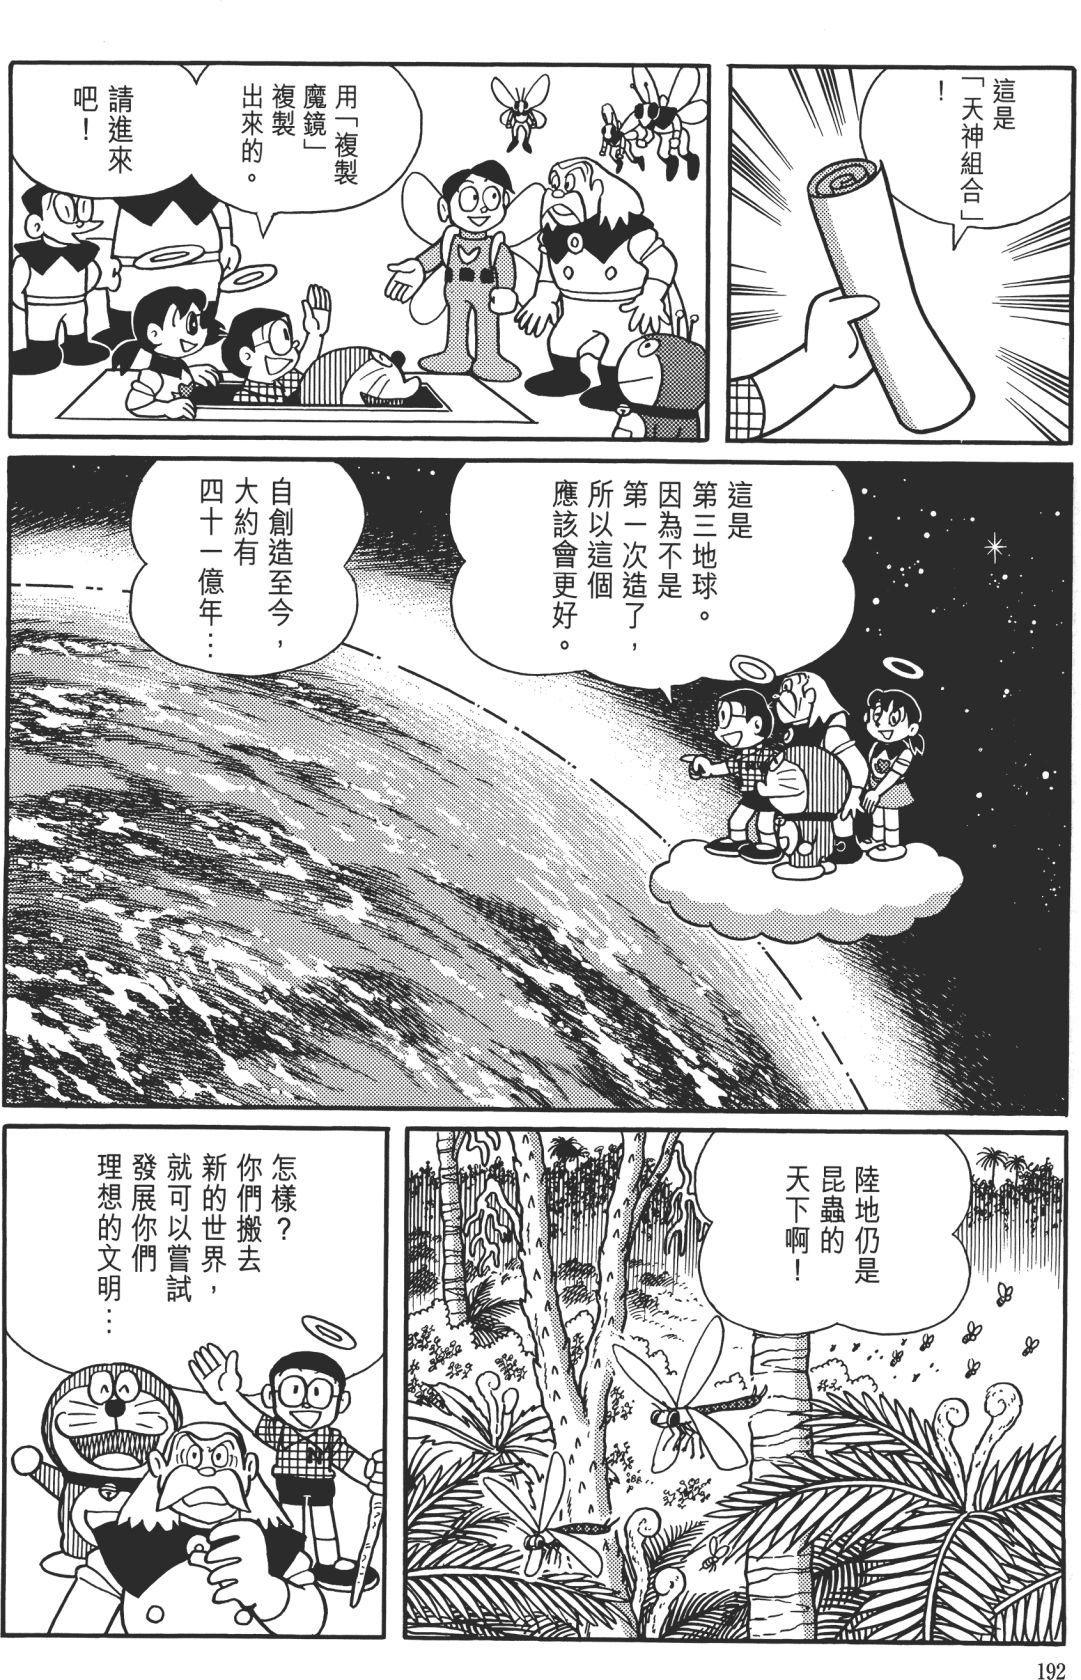 這是
「天神組合」
！
用「複製
魔鏡」
複製
出來的。
請進來
吧！
這是
第三地球。
因為不是
第一次造了，
所以這個
應該會更好。
自創造至今，
大約有
四十一億年…
陸地仍是
昆蟲的
天下啊！
怎樣？
你們搬去
新的世界，
就可以嘗試
發展你們
理想的文明…
192